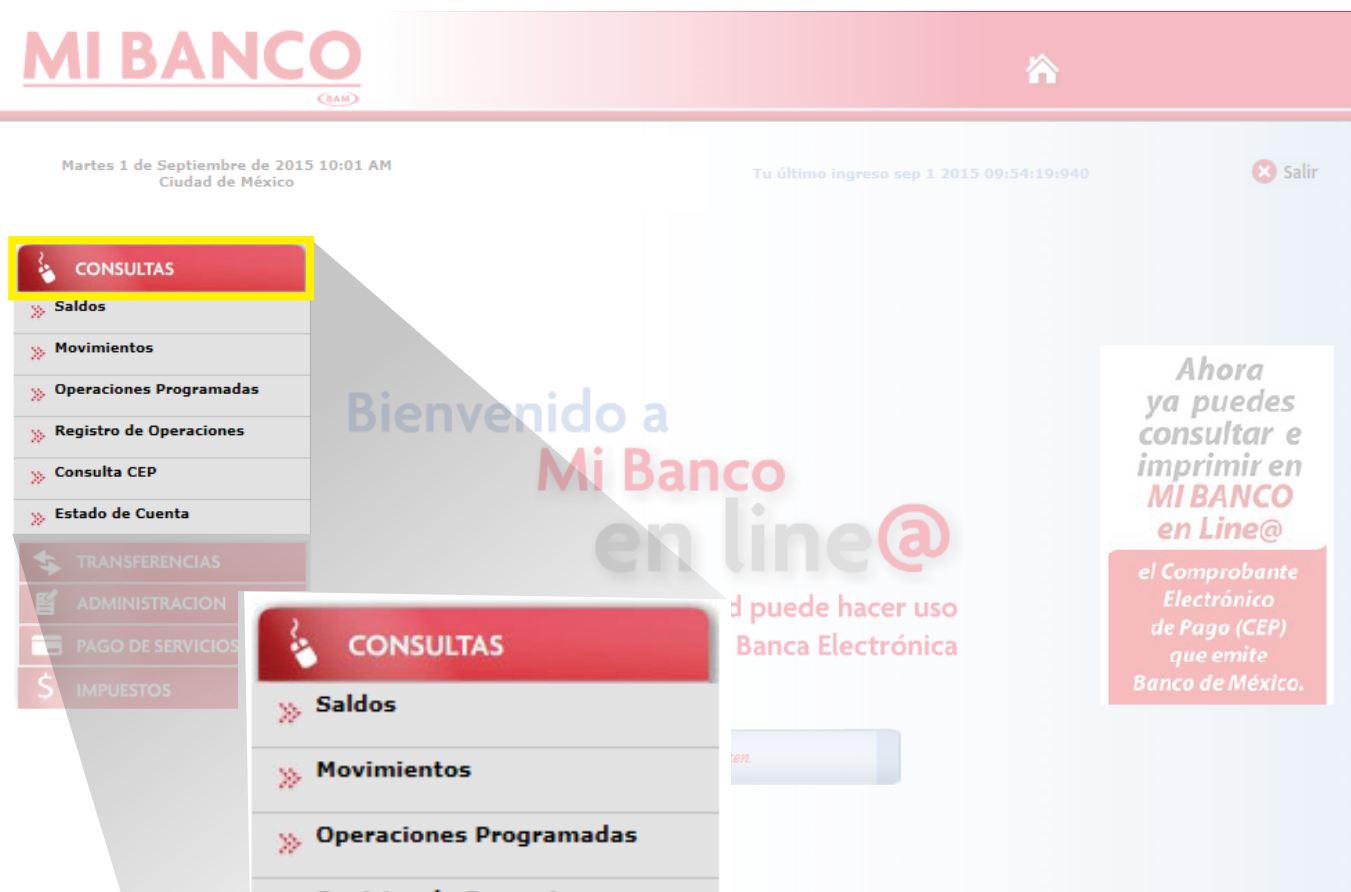 MI BANCO
BAM
Martes 1 de Septiembre de 2015 10:01 AM
Ciudad de México
Tu último ingreso sep 1 2015 09:54:19:940
Salir
CONSULTAS
Saldos
Movimientos
Operaciones Programadas
Registro de Operaciones
Consulta CEP
Estado de Cuenta
TRANSFERENCIAS
ADMINISTRACION
PAGO DE SERVICIOS
$ IMPUESTOS
Bienvenido a
Mi Banco
en line@
d puede hacer uso
Banca Electrónica
Ahora
ya puedes
consultar e
imprimir en
MI BANCO
en Line@
el Comprobante
Electrónico
de Pago (CEP)
que emite
Banco de México.
CONSULTAS
Saldos
Movimientos
Operaciones Programadas